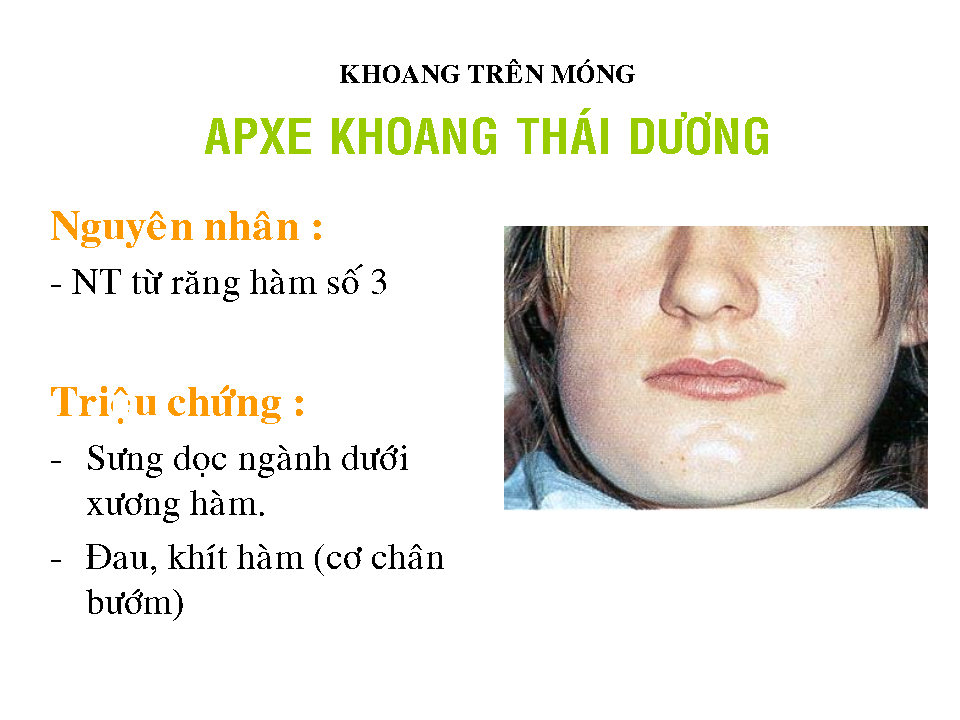 KHOANG TRÊN MÓNG
APXE KHOANG THÁI DƯƠNG
Nguyên nhân :
- NT từ răng hàm số 3
Triệu chứng :
- Sưng dọc ngành dưới
xương hàm.
- Đau, khít hàm (cơ chân
bướm)